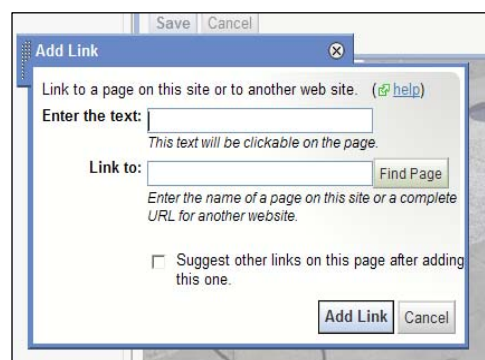 Save Cancel
Add Link
Link to a page on this site or to another web site. (help)
Enter the text:
This text will be clickable on the page.
Link to: Find Page
Enter the name of a page on this site or a complete
URL for another website.
Suggest other links on this page after adding
this one.
Add Link Cancel